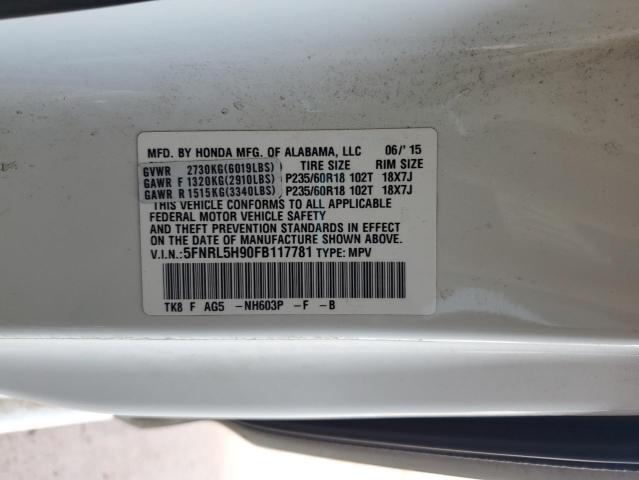 MFD. BY HONDA MFG. OF ALABAMA, LLC 06/'15
GVWR 2730KG(6019LBS) TIRE SIZE RIM SIZE
GAWR F 1320KG(2910LBS) P235/60R18 102T 18X7J
GAWR R 1515KG(3340LBS) P235/60R18 102T 18X7J
THIS VEHICLE CONFORMS TO ALL APPLICABLE
FEDERAL MOTOR VEHICLE SAFETY
AND THEFT PREVENTION STANDARDS IN EFFECT
ON THE DATE OF MANUFACTURE SHOWN ABOVE.
V.I.N.:5FNRL5H90FB117781 TYPE: MPV
TK8 F AG5 -NH603P -F -B